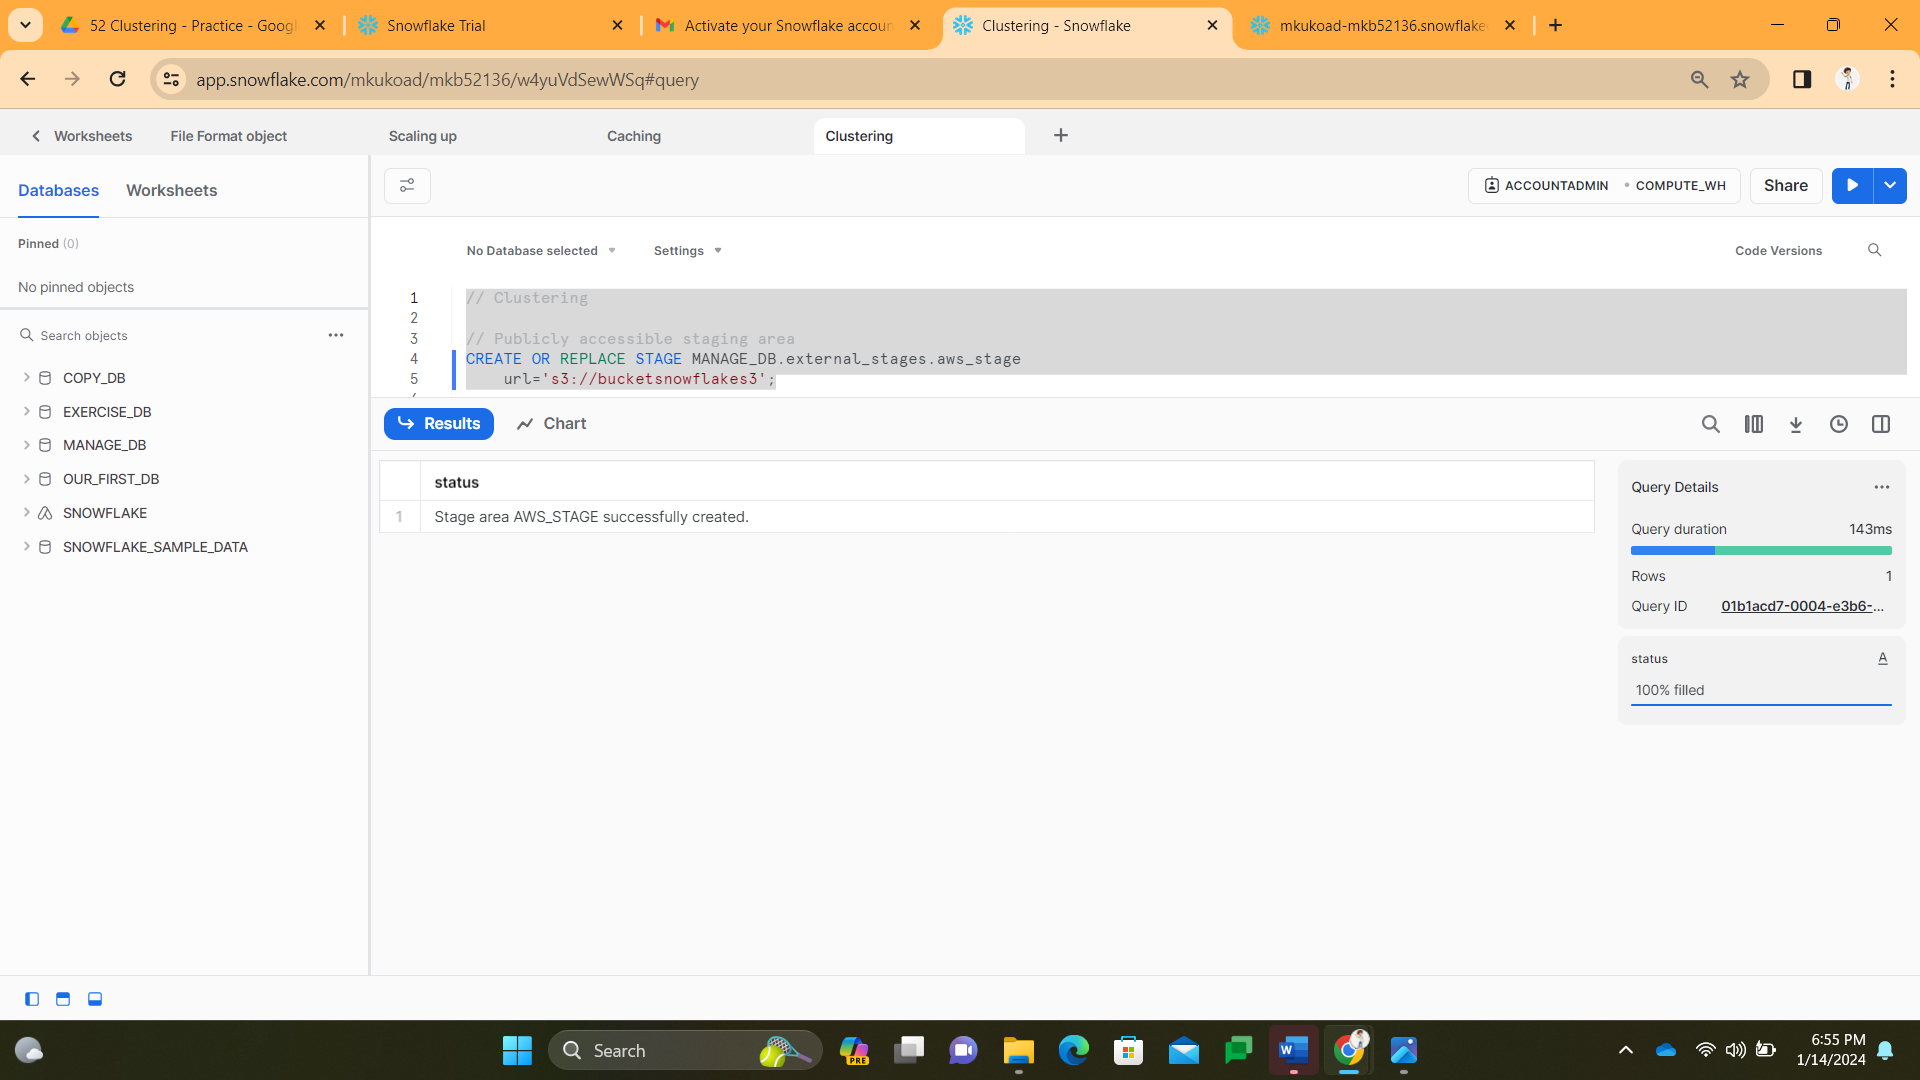 52 Clustering - Practice - Googl
Snowflake Trial
Activate your Snowflake accoun
Clustering - Snowflake
mkukoad-mkb52136.snowflake
app.snowflake.com/mkukoad/mkb52136/w4yuVdSewWSq#query
Worksheets
File Format object
Scaling up
Caching
Clustering
Databases
Worksheets
ACCOUNTADMIN
COMPUTE_WH
Share
Pinned (0)
No Database selected
Settings
Code Versions
No pinned objects
1 // Clustering
2
3 // Publicly accessible staging area
4 CREATE OR REPLACE STAGE MANAGE_DB.external_stages.aws_stage
5 url='s3://bucketsnowflakes3';
Search objects
COPY_DB
EXERCISE_DB
MANAGE_DB
OUR_FIRST_DB
SNOWFLAKE
SNOWFLAKE_SAMPLE_DATA
Results
Chart
status
1 Stage area AWS_STAGE successfully created.
Query Details
Query duration 143ms
Rows 1
Query ID 01b1acd7-0004-e3b6-...
status A
100% filled
Search
PRE
W
6:55 PM
1/14/2024